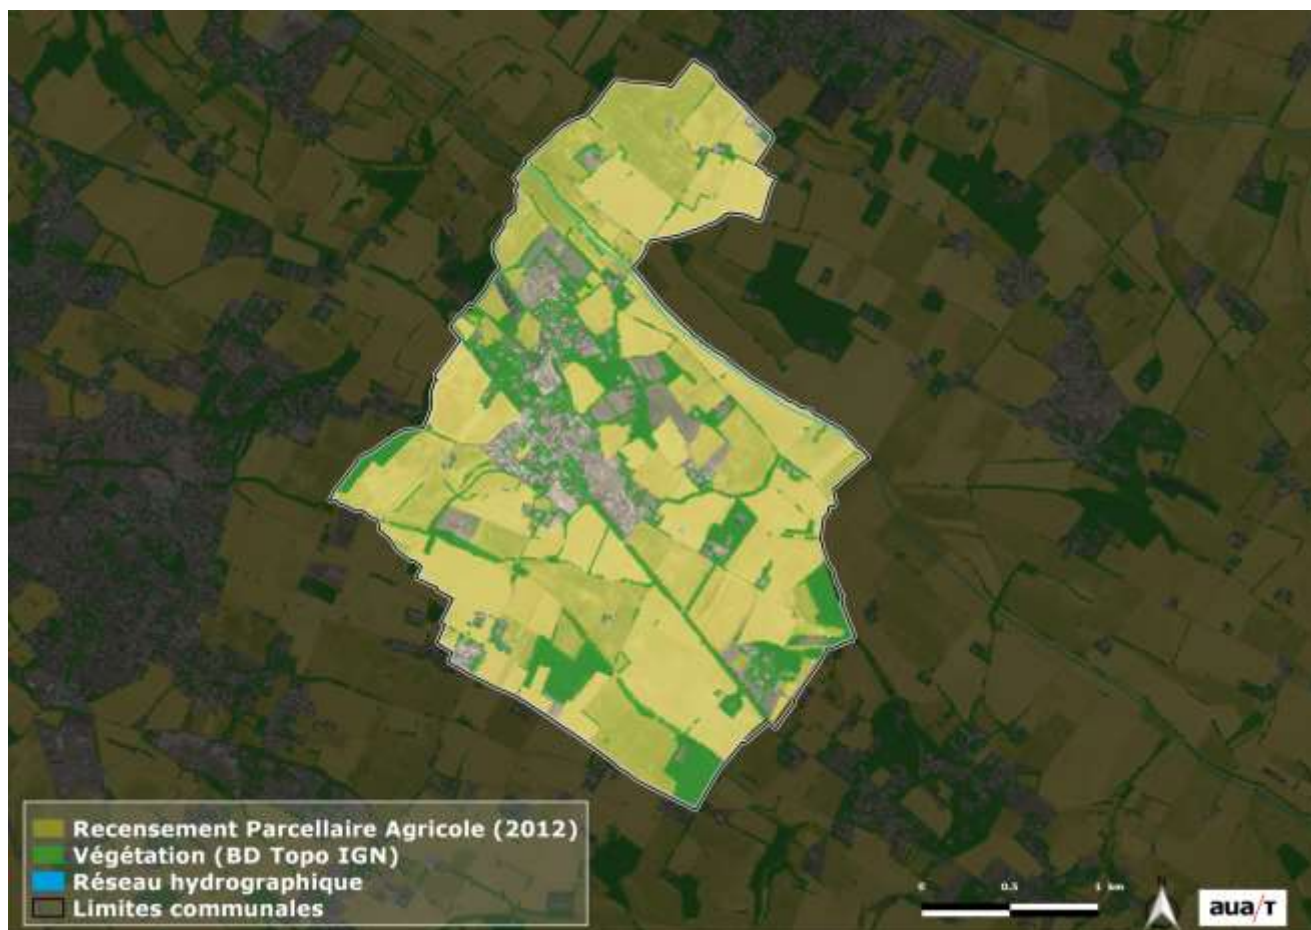 Recensement Parcellaire Agricole (2012)
Végétation (BD Topo IGN)
Réseau hydrographique
Limites communales
0 0.5 1 km
N
aua/T